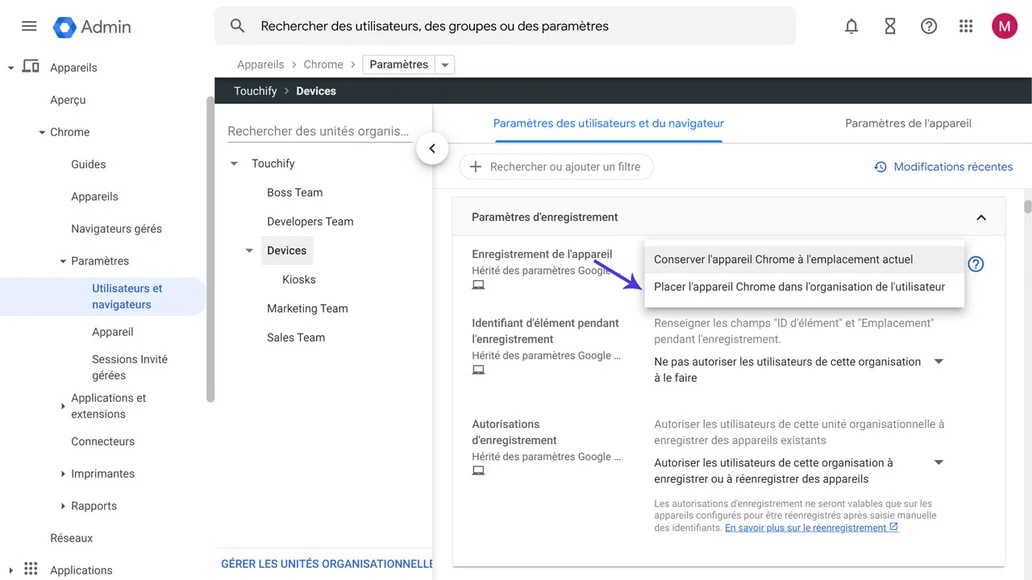 Admin
Rechercher des utilisateurs, des groupes ou des paramètres
M
Appareils
Aperçu
Chrome
Guides
Appareils
Navigateurs gérés
Paramètres
Utilisateurs et
navigateurs
Appareil
Sessions Invité
gérées
Applications et
extensions
Connecteurs
Imprimantes
Rapports
Réseaux
Applications
Appareils > Chrome > Paramètres
Touchify > Devices
Rechercher des unités organis...
Touchify
Boss Team
Developers Team
Devices
Kiosks
Marketing Team
Sales Team
GÉRER LES UNITÉS ORGANISATIONNELLE
Paramètres des utilisateurs et du navigateur
Paramètres de l'appareil
Rechercher ou ajouter un filtre
Modifications récentes
Paramètres d'enregistrement
Enregistrement de l'appareil
Hérité des paramètres Google
Conserver l'appareil Chrome à l'emplacement actuel
Placer l'appareil Chrome dans l'organisation de l'utilisateur
Identifiant d'élément pendant
l'enregistrement
Hérité des paramètres Google ...
Renseigner les champs "ID d'élément" et "Emplacement"
pendant l'enregistrement.
Ne pas autoriser les utilisateurs de cette organisation
à le faire
Autorisations
d'enregistrement
Hérité des paramètres Google ...
Autoriser les utilisateurs de cette unité organisationnelle à
enregistrer des appareils existants
Autoriser les utilisateurs de cette organisation à
enregistrer ou à réenregistrer des appareils
Les autorisations d'enregistrement ne seront valables que sur les
appareils configurés pour être réenregistrés après saisie manuelle
des identifiants. En savoir plus sur le réenregistrement